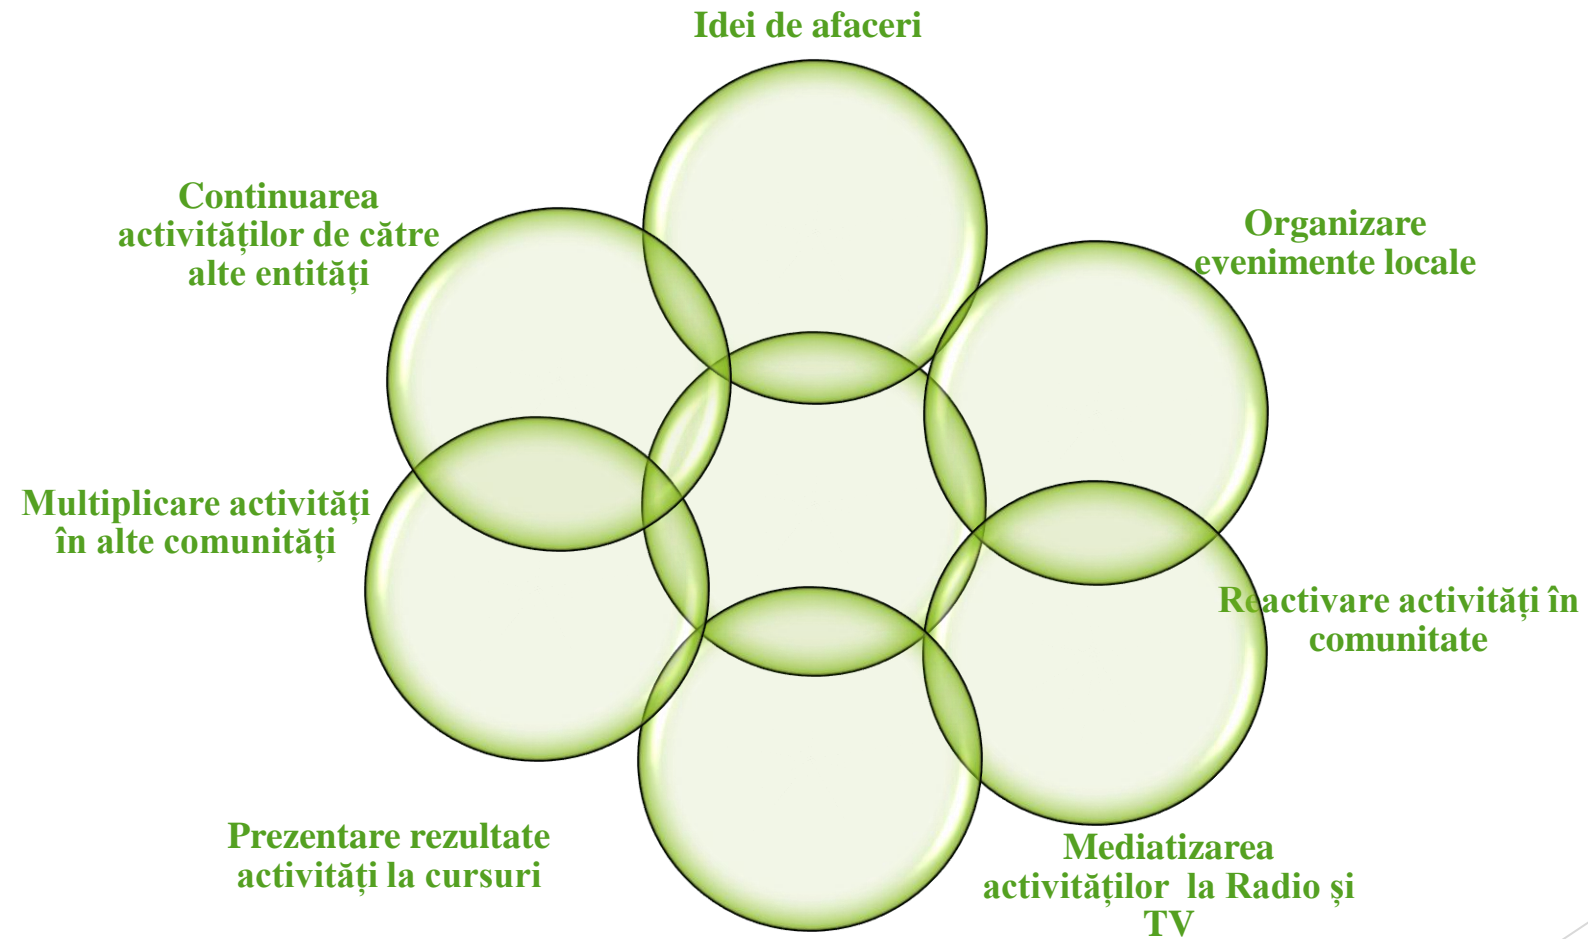 Idei de afaceri
Continuarea
activităților de către
alte entități
Organizare
evenimente locale
Multiplicare activități
în alte comunități
Reactivare activități în
comunitate
Prezentare rezultate
activități la cursuri
Mediatizarea
activităților  la Radio și
TV